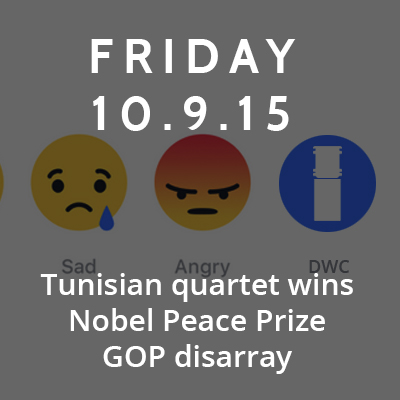 FRIDAY
10.9.15
Sad Angry DWC
Tunisian quartet wins
Nobel Peace Prize
GOP disarray